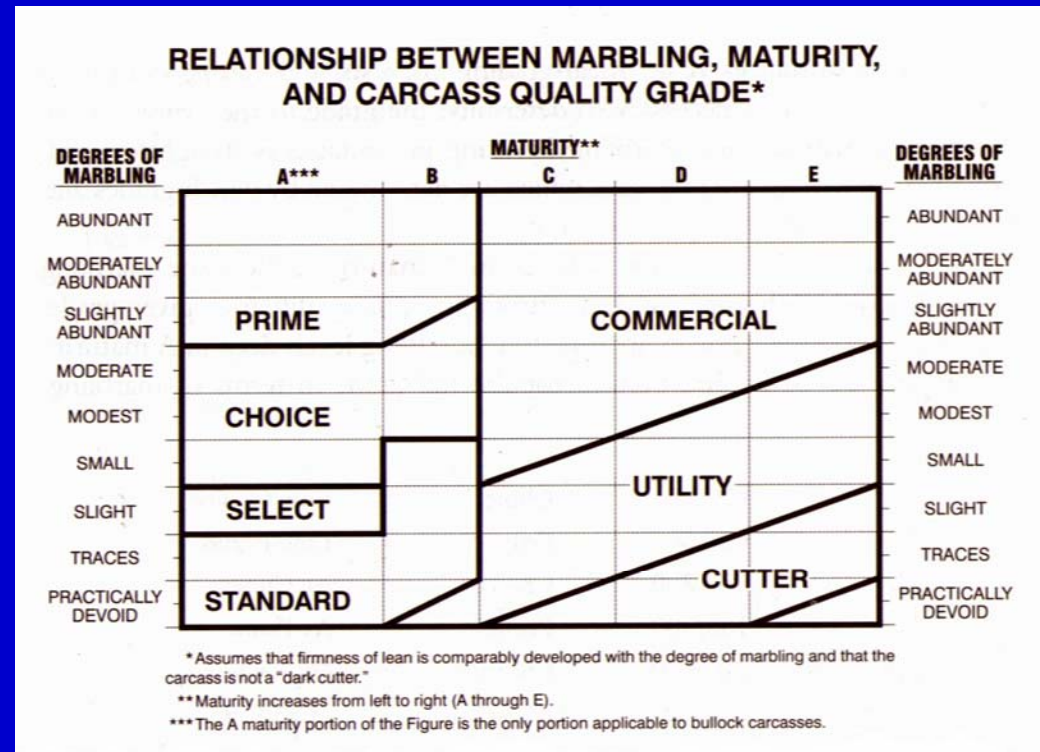 RELATIONSHIP BETWEEN MARBLING, MATURITY,
AND CARCASS QUALITY GRADE*
DEGREES OF
MARBLING
MATURITY**
A***
B
C
D
E
DEGREES OF
MARBLING
ABUNDANT
ABUNDANT
MODERATELY
ABUNDANT
MODERATELY
ABUNDANT
SLIGHTLY
ABUNDANT
PRIME
COMMERCIAL
SLIGHTLY
ABUNDANT
MODERATE
MODERATE
MODEST
CHOICE
MODEST
SMALL
SMALL
SLIGHT
SELECT
UTILITY
SLIGHT
TRACES
TRACES
PRACTICALLY
DEVOID
STANDARD
CUTTER
PRACTICALLY
DEVOID
*Assumes that firmness of lean is comparably developed with the degree of marbling and that the
carcass is not a "dark cutter."
**Maturity increases from left to right (A through E).
***The A maturity portion of the Figure is the only portion applicable to bullock carcasses.